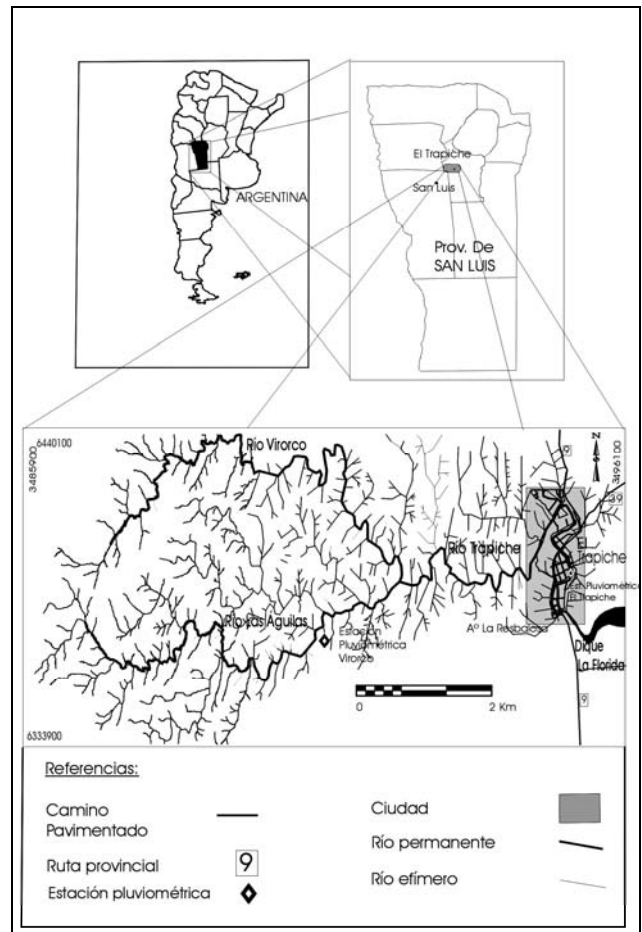 ARGENTINA
El Trapiche
San Luis
Prov. De
SAN LUIS
6440100
3485900
Río Virorco
9
N
3496100
39
Río Trapiche
El
Trapiche
Est. Pluviométrica
El Trapiche
Río Las Aguilas
Estación
Pluviométrica
Virorco
Aº La Resbalosa
Dique
La Florida
0
2 Km
9
6333900
Referencias:
Camino
Pavimentado
Ruta provincial
9
Estación pluviométrica
Ciudad
Río permanente
Río efímero